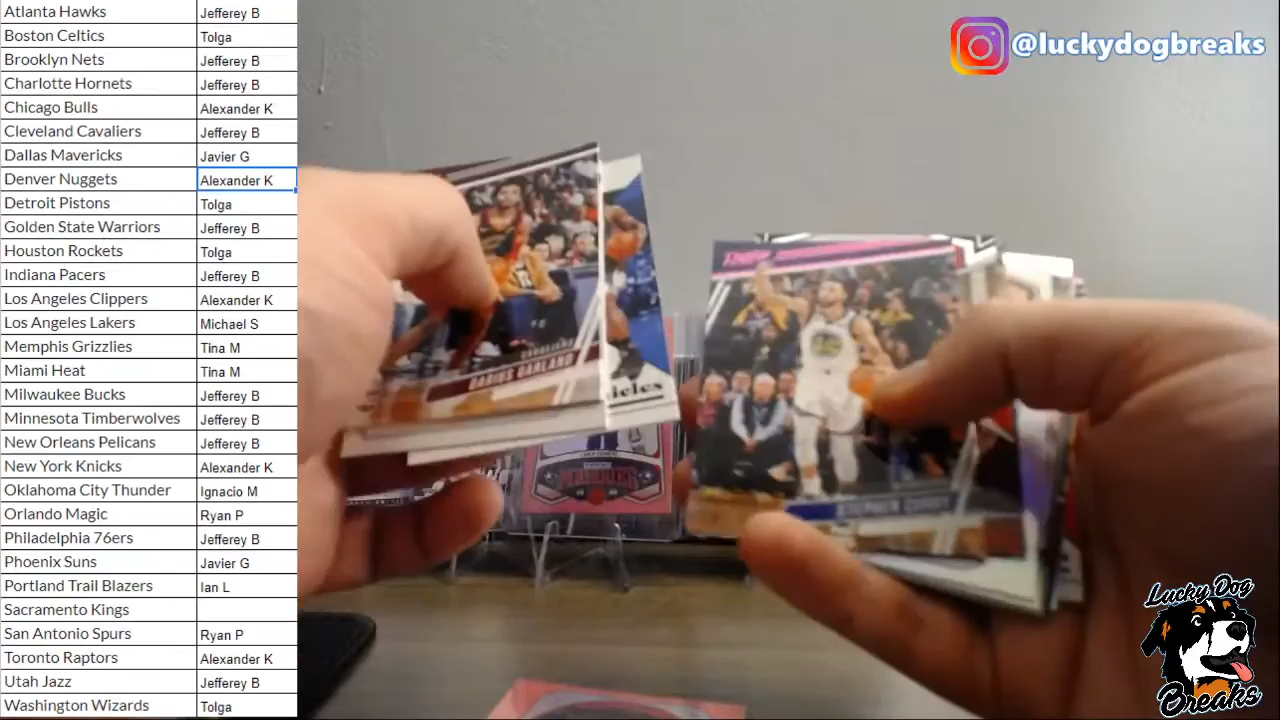 Atlanta Hawks Jefferey B
Boston Celtics Tolga
Brooklyn Nets Jefferey B
Charlotte Hornets Jefferey B
Chicago Bulls Alexander K
Cleveland Cavaliers Jefferey B
Dallas Mavericks Javier G
Denver Nuggets Alexander K
Detroit Pistons Tolga
Golden State Warriors Jefferey B
Houston Rockets Tolga
Indiana Pacers Jefferey B
Los Angeles Clippers Alexander K
Los Angeles Lakers Michael S
Memphis Grizzlies Tina M
Miami Heat Tina M
Milwaukee Bucks Jefferey B
Minnesota Timberwolves Jefferey B
New Orleans Pelicans Jefferey B
New York Knicks Alexander K
Oklahoma City Thunder Ignacio M
Orlando Magic Ryan P
Philadelphia 76ers Jefferey B
Phoenix Suns Javier G
Portland Trail Blazers Ian L
Sacramento Kings
San Antonio Spurs Ryan P
Toronto Raptors Alexander K
Utah Jazz Jefferey B
Washington Wizards Tolga
@luckydogbreaks
CAVALIERS
DARIUS GARLAND
icles
STEPHEN CURRY
Lucky Dog
Breaks